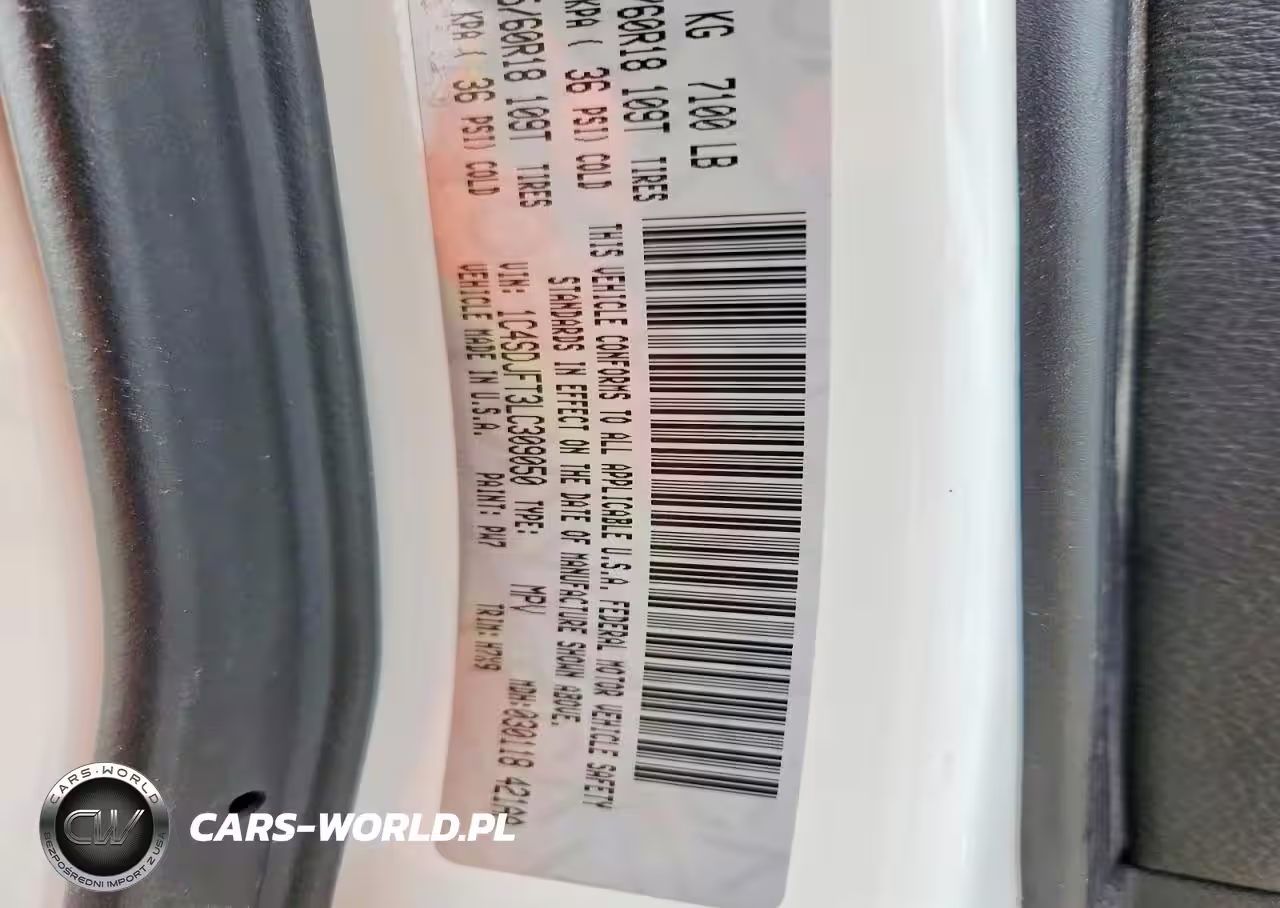 KG 7100 LB
/60R18 109T TIRES
KPA ( 36 PSI) COLD
/60R18 109T TIRES
KPA ( 36 PSI) COLD
THIS VEHICLE CONFORMS TO ALL APPLICABLE U.S.A. FEDERAL MOTOR VEHICLE SAFETY
STANDARDS IN EFFECT ON THE DATE OF MANUFACTURE SHOWN ABOVE.
VIN: 1C4SDJFT3LC309050 TYPE: MPV MDH:030118 421AD
VEHICLE MADE IN U.S.A. PAINT: PW7 TRIM: H7X9
CARS-WORLD
CW
BEZPOŚREDNI IMPORT Z USA
CARS-WORLD.PL